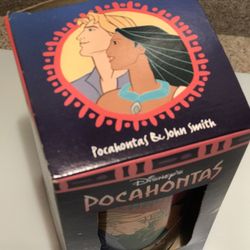 Pocahontas & John Smith
DISNEY'S
POCAHONTAS